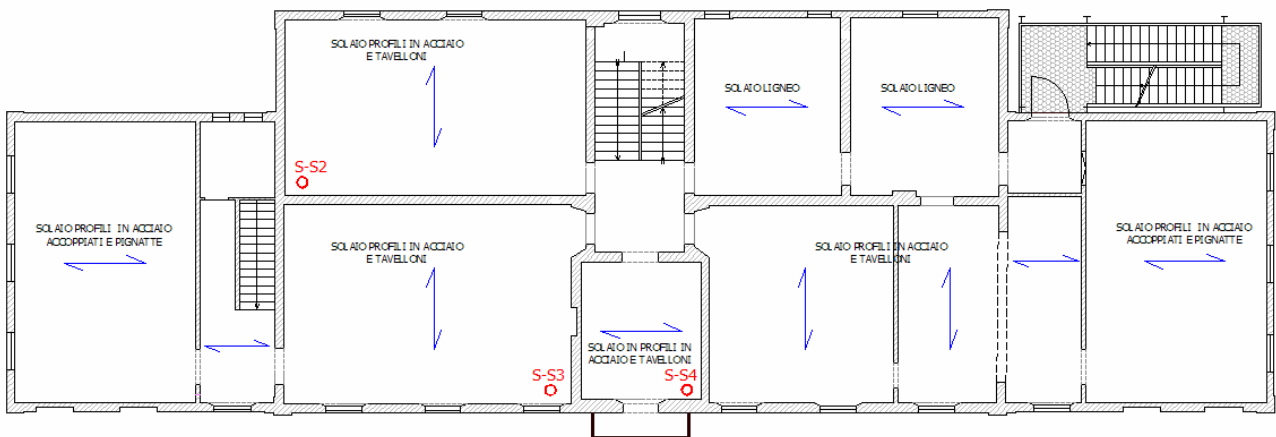 SOLAIO PROFILI IN ACCIAIO
E TAVELLONI
SOLAIO LIGNEO
SOLAIO LIGNEO
S-S2
SOLAIO PROFILI IN ACCIAIO
ACCOPPIATI E PIGNATTE
SOLAIO PROFILI IN ACCIAIO
E TAVELLONI
SOLAIO PROFILI IN ACCIAIO
E TAVELLONI
SOLAIO PROFILI IN ACCIAIO
ACCOPPIATI E PIGNATTE
SOLAIO IN PROFILI IN
ACCIAIO E TAVELLONI
S-S3
S-S4